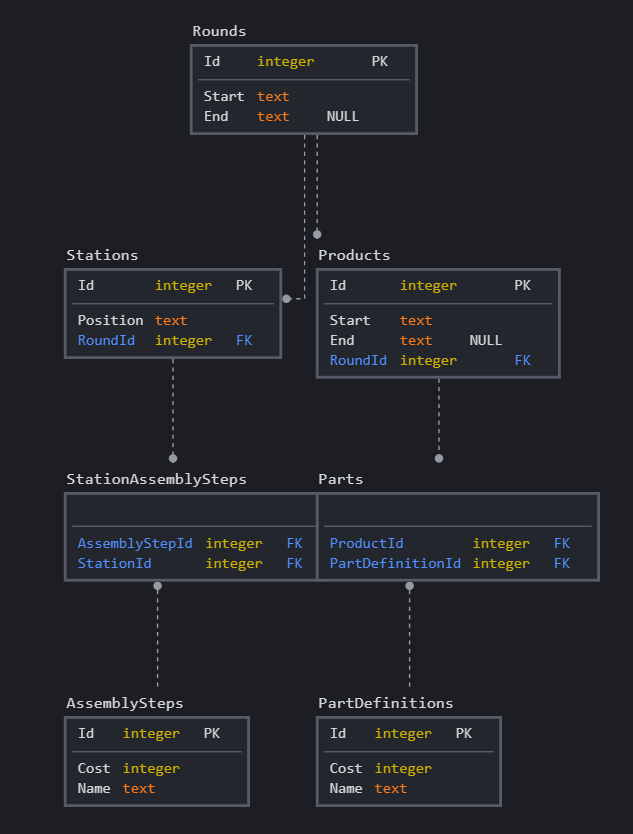 Rounds
Id integer PK
Start text
End text NULL
Stations
Id integer PK
Position text
RoundId integer FK
Products
Id integer PK
Start text
End text NULL
RoundId integer FK
StationAssemblySteps
AssemblyStepId integer FK
StationId integer FK
Parts
ProductId integer FK
PartDefinitionId integer FK
AssemblySteps
Id integer PK
Cost integer
Name text
PartDefinitions
Id integer PK
Cost integer
Name text